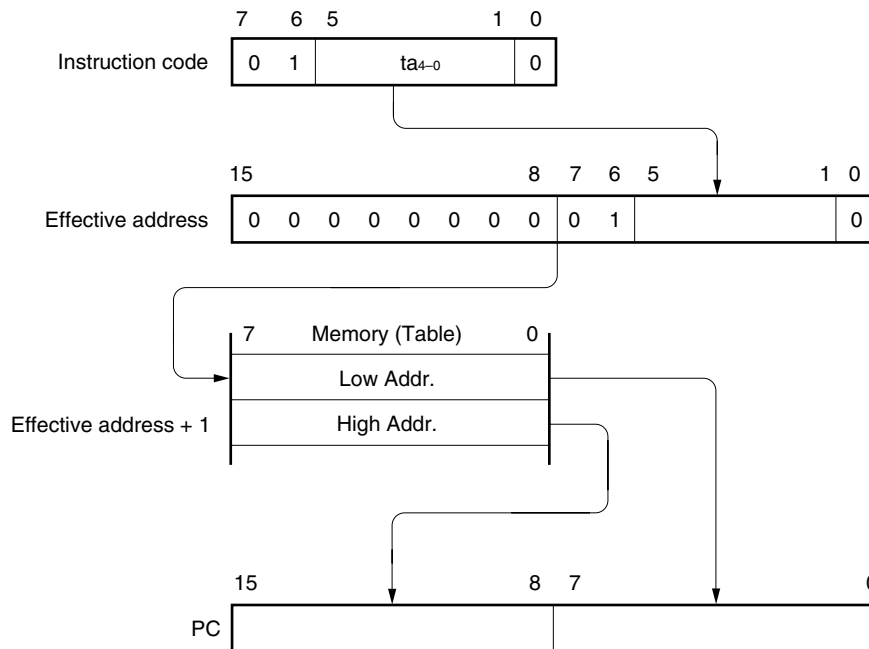 7 6 5 1 0
Instruction code 0 1 ta4–0 0
15 8 7 6 5 1 0
Effective address 0 0 0 0 0 0 0 0 0 1 0
7 Memory (Table) 0
Low Addr.
Effective address + 1 High Addr.
15 8 7 0
PC